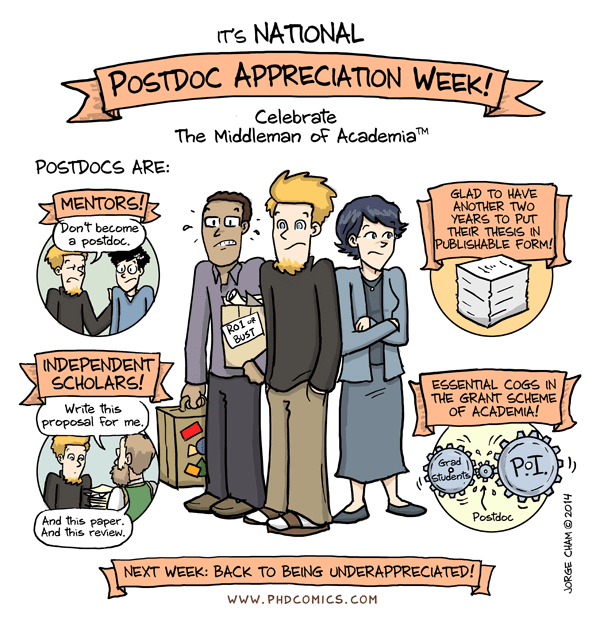 IT'S NATIONAL
POSTDOC APPRECIATION WEEK!
Celebrate
The Middleman of Academia™
POSTDOCS ARE:
MENTORS!
Don't become
a postdoc.
INDEPENDENT
SCHOLARS!
Write this
proposal for me.
And this paper.
And this review.
R01 OR
BUST
GLAD TO HAVE
ANOTHER TWO
YEARS TO PUT
THEIR THESIS IN
PUBLISHABLE FORM!
ESSENTIAL COGS IN
THE GRANT SCHEME
OF ACADEMIA!
Grad
Students
P.I.
Postdoc
JORGE CHAM © 2014
NEXT WEEK: BACK TO BEING UNDERAPPRECIATED!
WWW.PHDCOMICS.COM